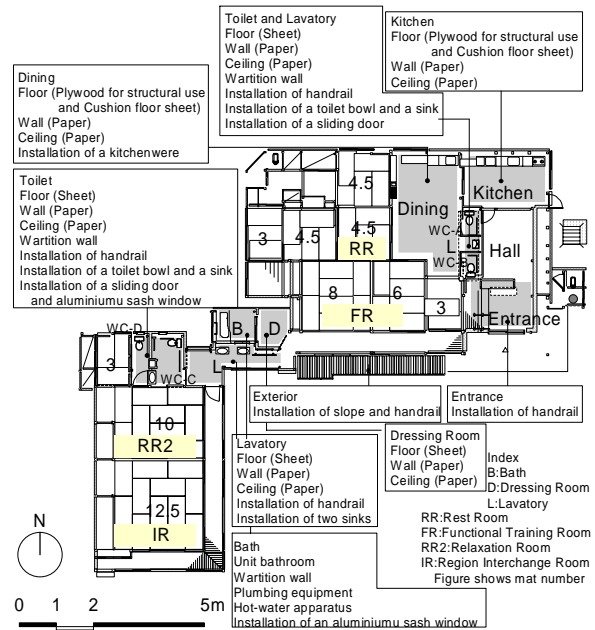 Toilet and Lavatory
Floor (Sheet)
Wall (Paper)
Ceiling (Paper)
Wartition wall
Installation of handrail
Installation of a toilet bowl and a sink
Installation of a sliding door
Kitchen
Floor (Plywood for structural use
and Cushion floor sheet)
Wall (Paper)
Ceiling (Paper)
Dining
Floor (Plywood for structural use
and Cushion floor sheet)
Wall (Paper)
Ceiling (Paper)
Installation of a kitchenwere
Toilet
Floor (Sheet)
Wall (Paper)
Ceiling (Paper)
Wartition wall
Installation of handrail
Installation of a toilet bowl and a sink
Installation of a sliding door
and aluminiumu sash window
4.5
Kitchen
Dining
3
4.5
4.5
RR
WC-A
L
WC-B
Hall
8
6
FR
3
Entrance
WC-D
B
D
3
WC-C
L
10
RR2
12.5
IR
Exterior
Installation of slope and handrail
Entrance
Installation of handrail
Lavatory
Floor (Sheet)
Wall (Paper)
Ceiling (Paper)
Installation of handrail
Installation of two sinks
Dressing Room
Floor (Sheet)
Wall (Paper)
Ceiling (Paper)
Index
B:Bath
D:Dressing Room
L:Lavatory
RR:Rest Room
FR:Functional Training Room
RR2:Relaxation Room
IR:Region Interchange Room
Figure shows mat number
Bath
Unit bathroom
Wartition wall
Plumbing equipment
Hot-water apparatus
Installation of an aluminiumu sash window
N
0 1 2 5m